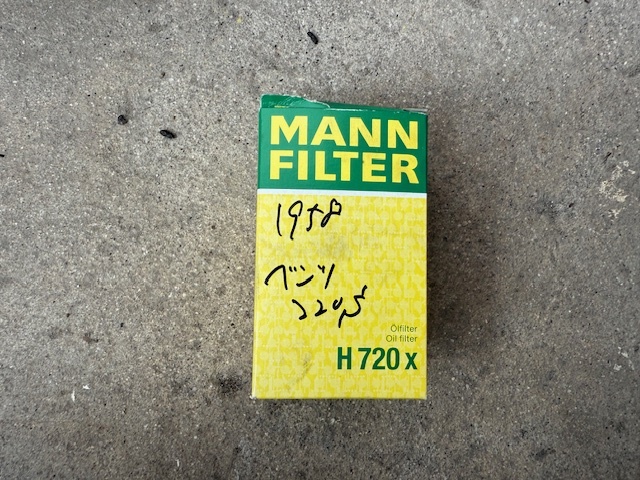 MANN
FILTER
1958
ベンツ
220S
Ölfilter
Oil filter
H 720 x